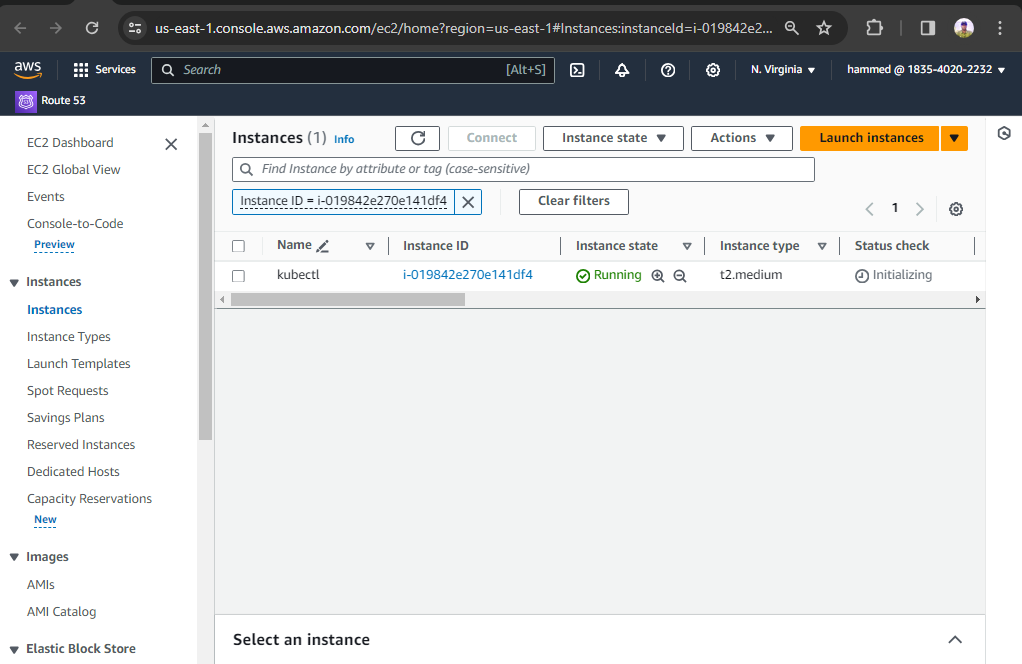 us-east-1.console.aws.amazon.com/ec2/home?region=us-east-1#Instances:instanceId=i-019842e2...
aws
Services
Search [Alt+S]
N. Virginia
hammed @ 1835-4020-2232
Route 53
EC2 Dashboard
EC2 Global View
Events
Console-to-Code
Preview
Instances
Instances
Instance Types
Launch Templates
Spot Requests
Savings Plans
Reserved Instances
Dedicated Hosts
Capacity Reservations
New
Images
AMIs
AMI Catalog
Elastic Block Store
Instances (1) Info
Connect
Instance state
Actions
Launch instances
Find Instance by attribute or tag (case-sensitive)
Instance ID = i-019842e270e141df4
Clear filters
1
Name Instance ID Instance state Instance type Status check
kubectl i-019842e270e141df4 Running t2.medium Initializing
Select an instance